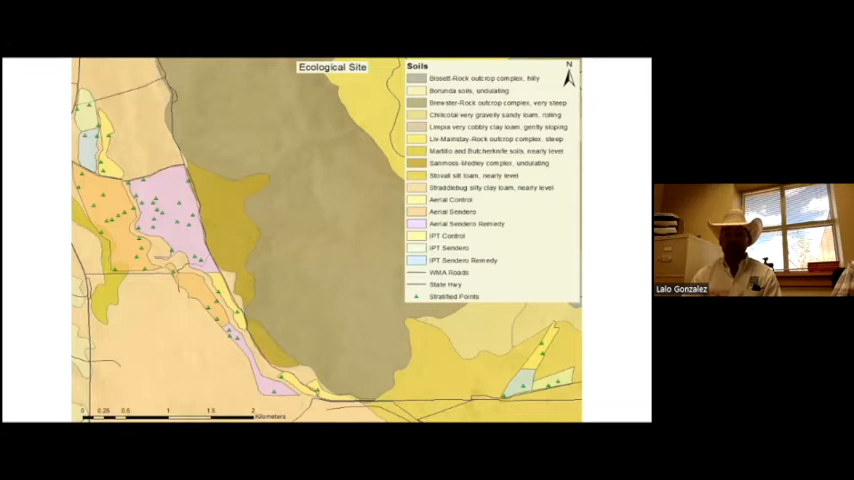 Ecological Site
Soils
N
Bissett-Rock outcrop complex, hilly
Borunda soils, undulating
Brewster-Rock outcrop complex, very steep
Chilicotal very gravelly sandy loam, rolling
Limpia very cobbly clay loam, gently sloping
Liv-Mainstay-Rock outcrop complex, steep
Martillo and Butcherknife soils, nearly level
Sanmoss-Medley complex, undulating
Stovall silt loam, nearly level
Straddlebug silty clay loam, nearly level
Aerial Control
Aerial Sendero
Aerial Sendero Remedy
IPT Control
IPT Sendero
IPT Sendero Remedy
WMA Roads
State Hwy
Stratified Points
0 0.25 0.5 1 1.5 2
Kilometers
Lalo Gonzalez